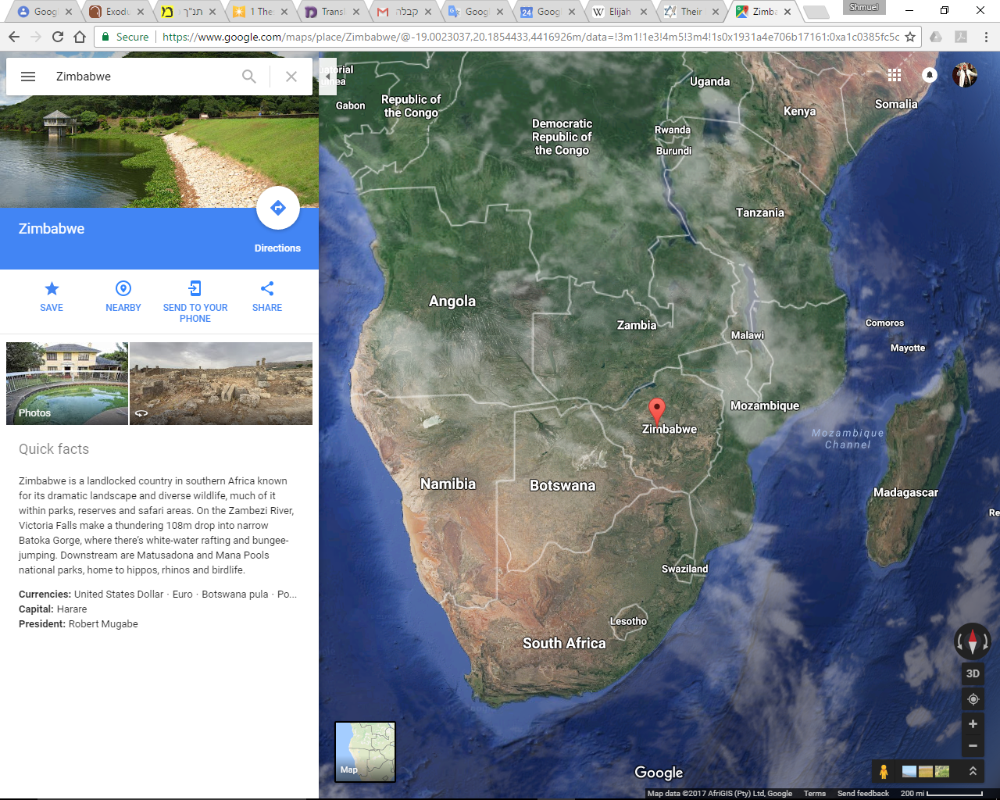 Googl
Exodu
תנ"ך
1 The
Transl
קבלה
Goog
24
Googl
W
Elijah
Their
Zimba
Shmuel
Secure
https://www.google.com/maps/place/Zimbabwe/@-19.0023037,20.1854433,4416926m/data=!3m1!1e3!4m5!3m4!1s0x1931a4e706b17161:0xa1c0385fc5c
Zimbabwe
Zimbabwe
Directions
SAVE
NEARBY
SEND TO YOUR
PHONE
SHARE
Photos
Quick facts
Zimbabwe is a landlocked country in southern Africa known
for its dramatic landscape and diverse wildlife, much of it
within parks, reserves and safari areas. On the Zambezi River,
Victoria Falls make a thundering 108m drop into narrow
Batoka Gorge, where there's white-water rafting and bungee-
jumping. Downstream are Matusadona and Mana Pools
national parks, home to hippos, rhinos and birdlife.
Currencies: United States Dollar · Euro · Botswana pula · Po...
Capital: Harare
President: Robert Mugabe
Gabon
Republic of
the Congo
Democratic
Republic of
the Congo
Uganda
Rwanda
Burundi
Kenya
Somalia
Tanzania
Angola
Zambia
Malawi
Comoros
Mayotte
Mozambique
Zimbabwe
Mozambique
Channel
Namibia
Botswana
Madagascar
Re
Swaziland
Lesotho
South Africa
3D
Map
Google
Map data ©2017 AfriGIS (Pty) Ltd, Google
Terms
Send feedback
200 mi